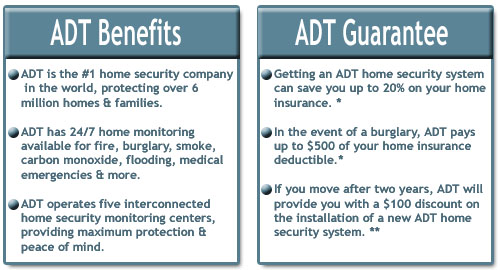 ADT Benefits
ADT is the #1 home security company
in the world, protecting over 6
million homes & families.
ADT has 24/7 home monitoring
available for fire, burglary, smoke,
carbon monoxide, flooding, medical
emergencies & more.
ADT operates five interconnected
home security monitoring centers,
providing maximum protection &
peace of mind.
ADT Guarantee
Getting an ADT home security system
can save you up to 20% on your home
insurance. *
In the event of a burglary, ADT pays
up to $500 of your home insurance
deductible.*
If you move after two years, ADT will
provide you with a $100 discount on
the installation of a new ADT home
security system. **